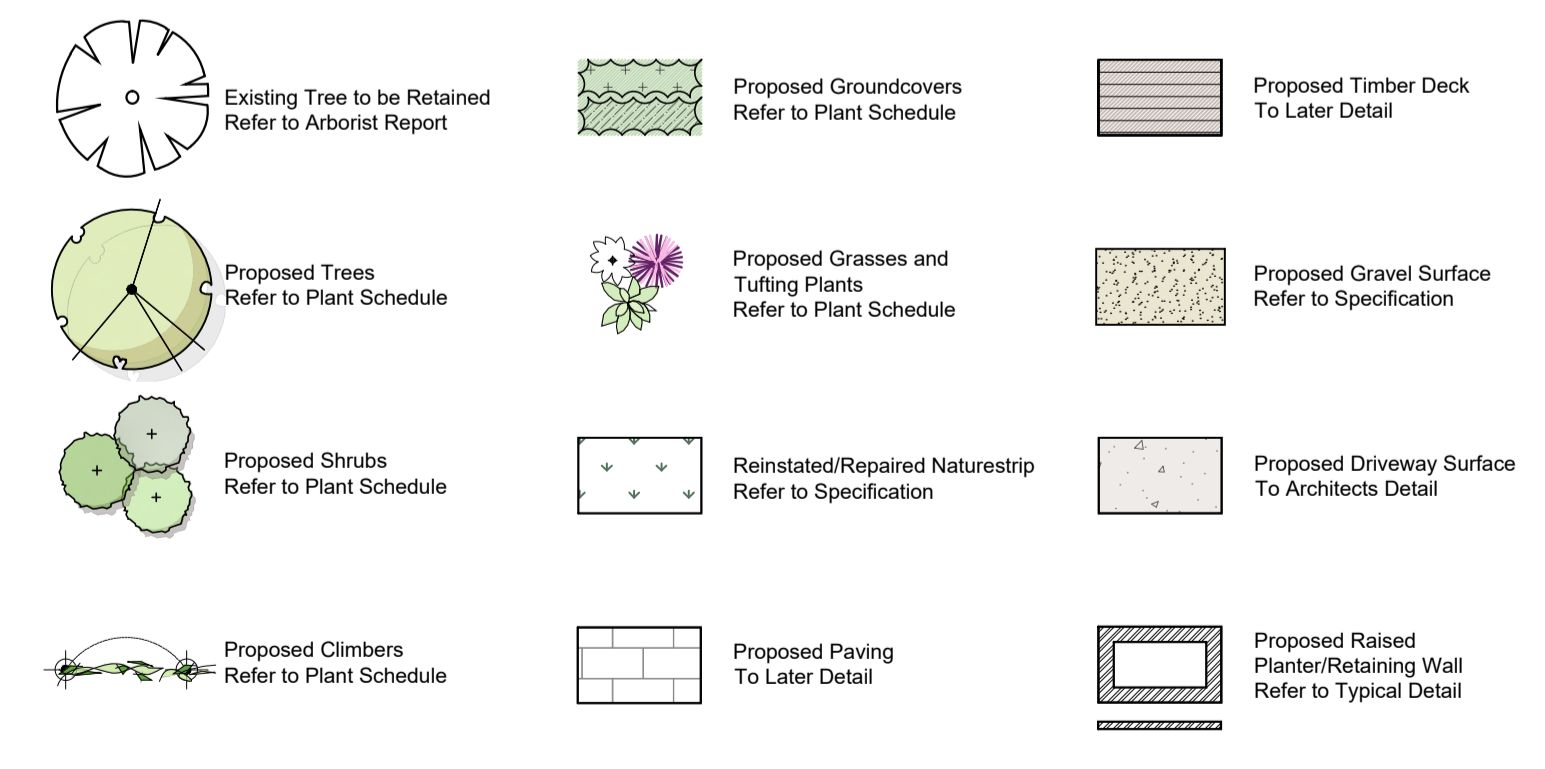 Existing Tree to be Retained
Refer to Arborist Report
Proposed Groundcovers
Refer to Plant Schedule
Proposed Timber Deck
To Later Detail
Proposed Trees
Refer to Plant Schedule
Proposed Grasses and
Tufting Plants
Refer to Plant Schedule
Proposed Gravel Surface
Refer to Specification
Proposed Shrubs
Refer to Plant Schedule
Reinstated/Repaired Naturestrip
Refer to Specification
Proposed Driveway Surface
To Architects Detail
Proposed Climbers
Refer to Plant Schedule
Proposed Paving
To Later Detail
Proposed Raised
Planter/Retaining Wall
Refer to Typical Detail